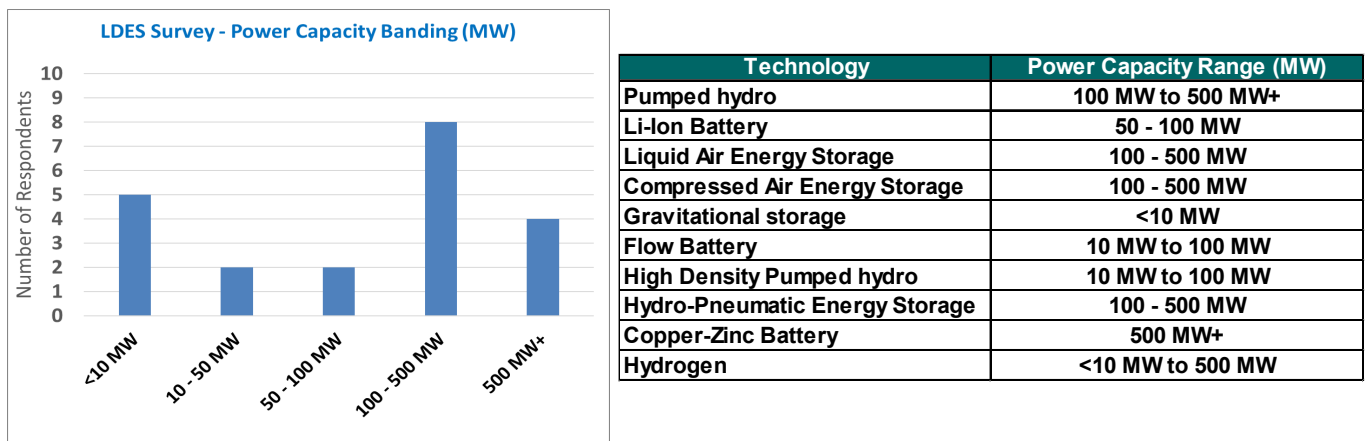 LDES Survey - Power Capacity Banding (MW)
Number of Respondents
10
9
8
7
6
5
4
3
2
1
0
<10 MW
10 - 50 MW
50 - 100 MW
100 - 500 MW
500 MW+
Technology Power Capacity Range (MW)
Pumped hydro 100 MW to 500 MW+
Li-Ion Battery 50 - 100 MW
Liquid Air Energy Storage 100 - 500 MW
Compressed Air Energy Storage 100 - 500 MW
Gravitational storage <10 MW
Flow Battery 10 MW to 100 MW
High Density Pumped hydro 10 MW to 100 MW
Hydro-Pneumatic Energy Storage 100 - 500 MW
Copper-Zinc Battery 500 MW+
Hydrogen <10 MW to 500 MW